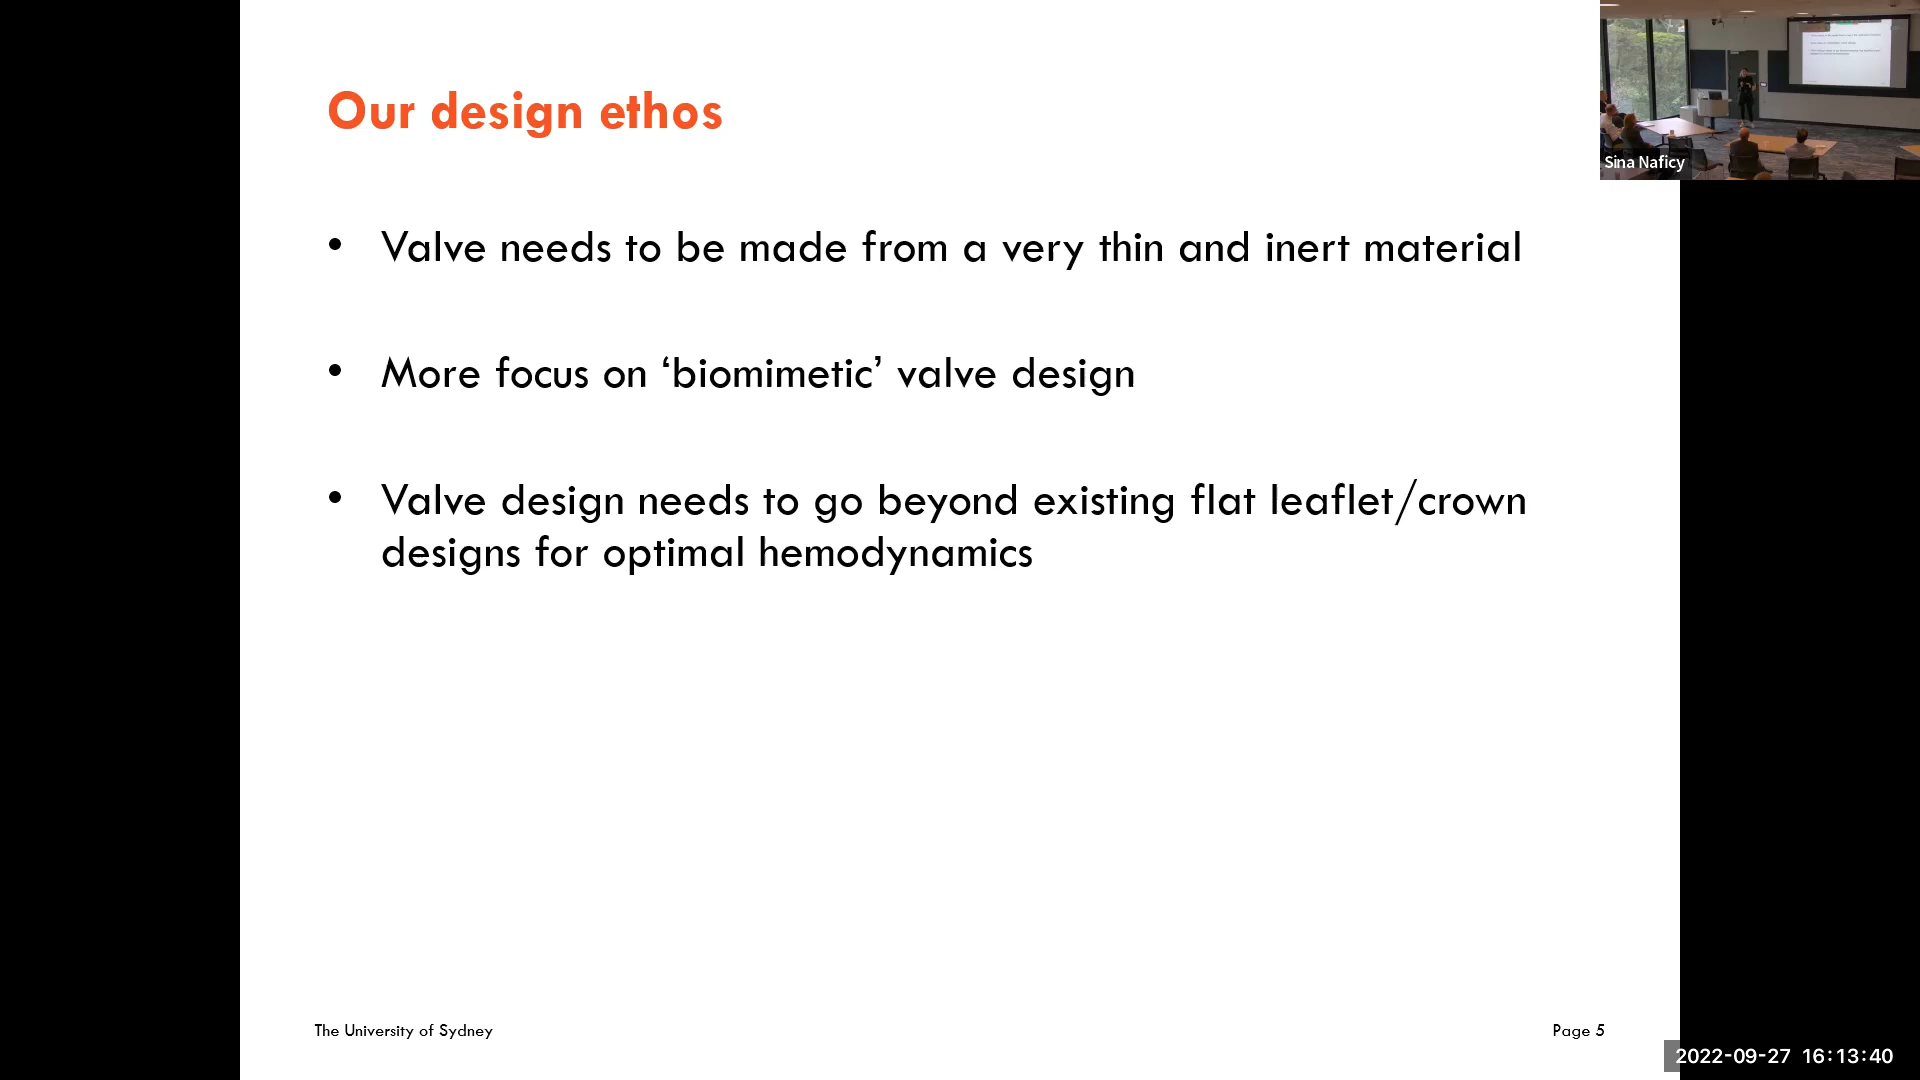 Our design ethos
• Valve needs to be made from a very thin and inert material
• More focus on ‘biomimetic’ valve design
• Valve design needs to go beyond existing flat leaflet/crown
designs for optimal hemodynamics
The University of Sydney
Page 5
Sina Naficy
2022-09-27 16:13:40